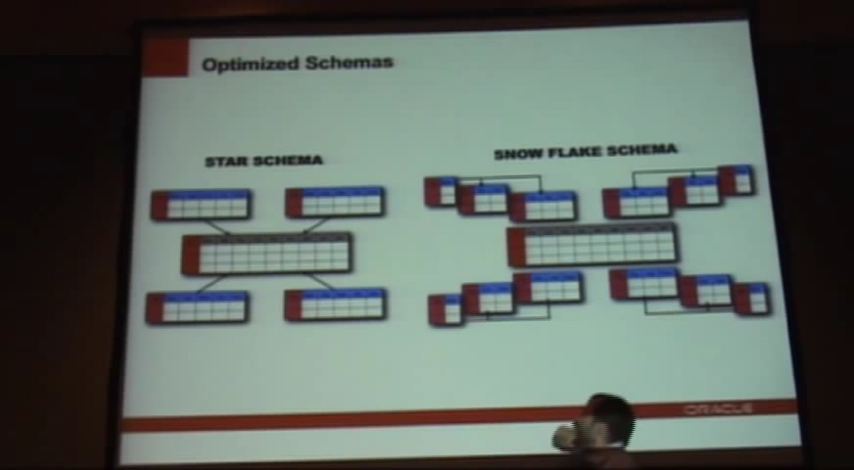 Optimized Schemas
STAR SCHEMA
SNOW FLAKE SCHEMA
ORACLE